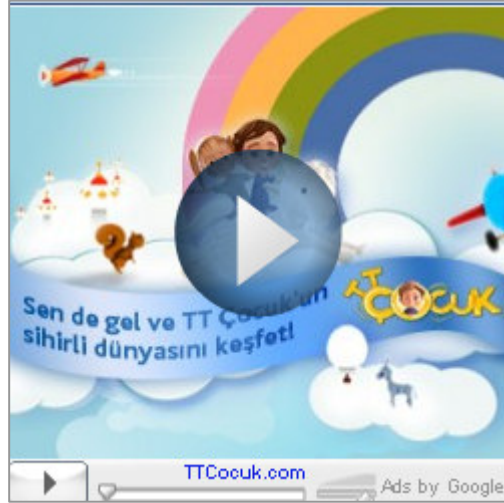 Sen de gel ve TT Çocuk'un
sihirli dünyasını keşfet!
TT ÇOCUK
TTCocuk.com
Ads by Google